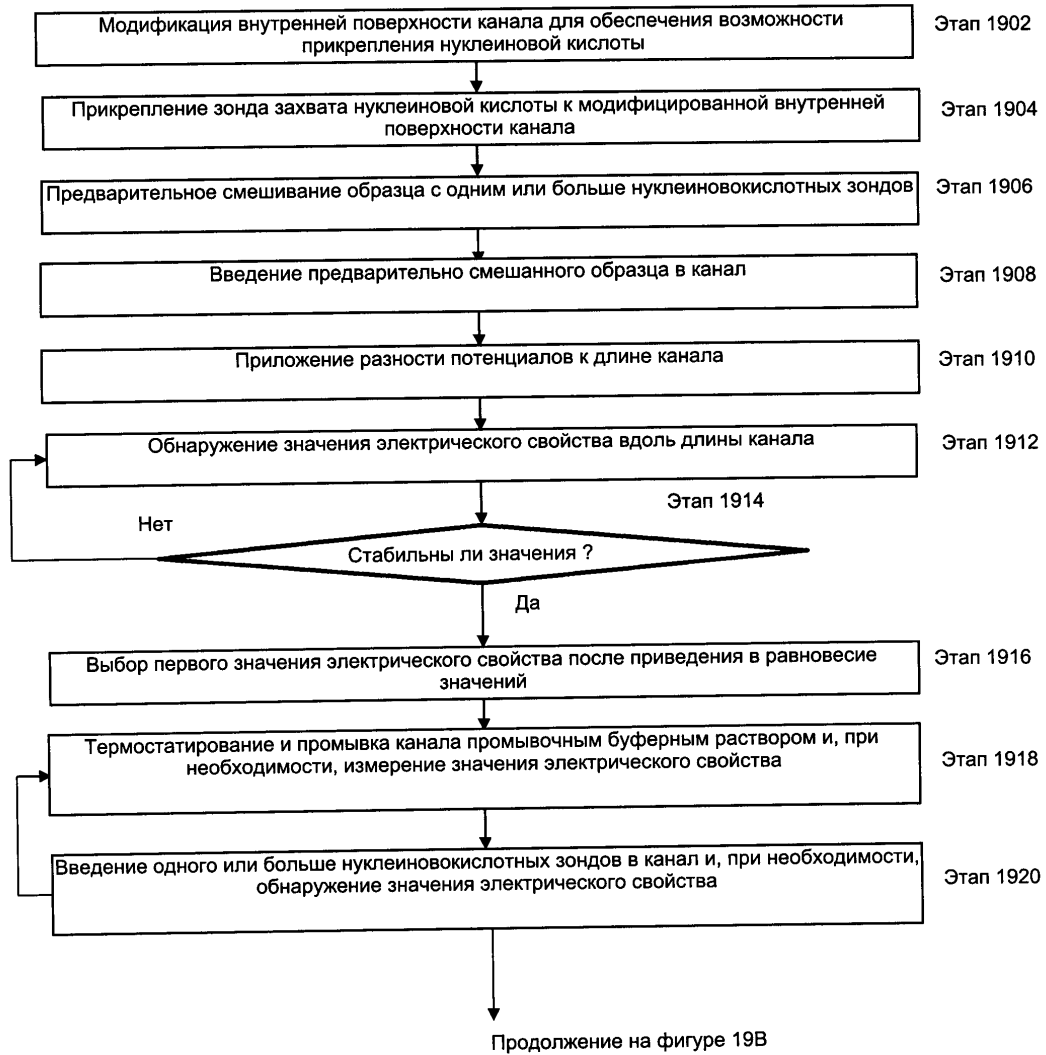 Модификация внутренней поверхности канала для обеспечения возможности
прикрепления нуклеиновой кислоты
Этап 1902
Прикрепление зонда захвата нуклеиновой кислоты к модифицированной внутренней
поверхности канала
Этап 1904
Предварительное смешивание образца с одним или больше нуклеиновокислотных зондов
Этап 1906
Введение предварительно смешанного образца в канал
Этап 1908
Приложение разности потенциалов к длине канала
Этап 1910
Обнаружение значения электрического свойства вдоль длины канала
Этап 1912
Этап 1914
Нет
Стабильны ли значения ?
Да
Выбор первого значения электрического свойства после приведения в равновесие
значений
Этап 1916
Термостатирование и промывка канала промывочным буферным раствором и, при
необходимости, измерение значения электрического свойства
Этап 1918
Введение одного или больше нуклеиновокислотных зондов в канал и, при необходимости,
обнаружение значения электрического свойства
Этап 1920
Продолжение на фигуре 19В